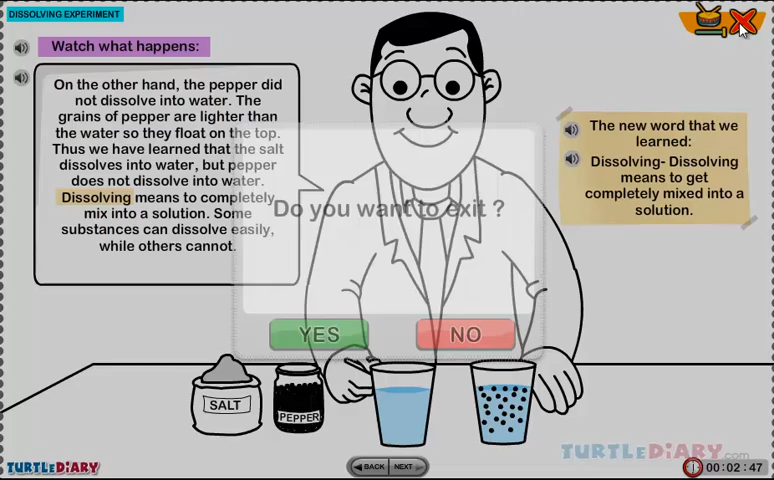 DISSOLVING EXPERIMENT
Watch what happens:
On the other hand, the pepper did
not dissolve into water. The
grains of pepper are lighter than
the water so they float on the top.
Thus we have learned that the salt
dissolves into water, but pepper
does not dissolve into water.
Dissolving means to completely
mix into a solution. Some
substances can dissolve easily,
while others cannot.
The new word that we
learned:
Dissolving- Dissolving
means to get
completely mixed into a
solution.
Do you want to exit ?
YES
NO
SALT
PEPPER
TURTLEDIARY.com
TURTLEDIARY
BACK
NEXT
00:02:47